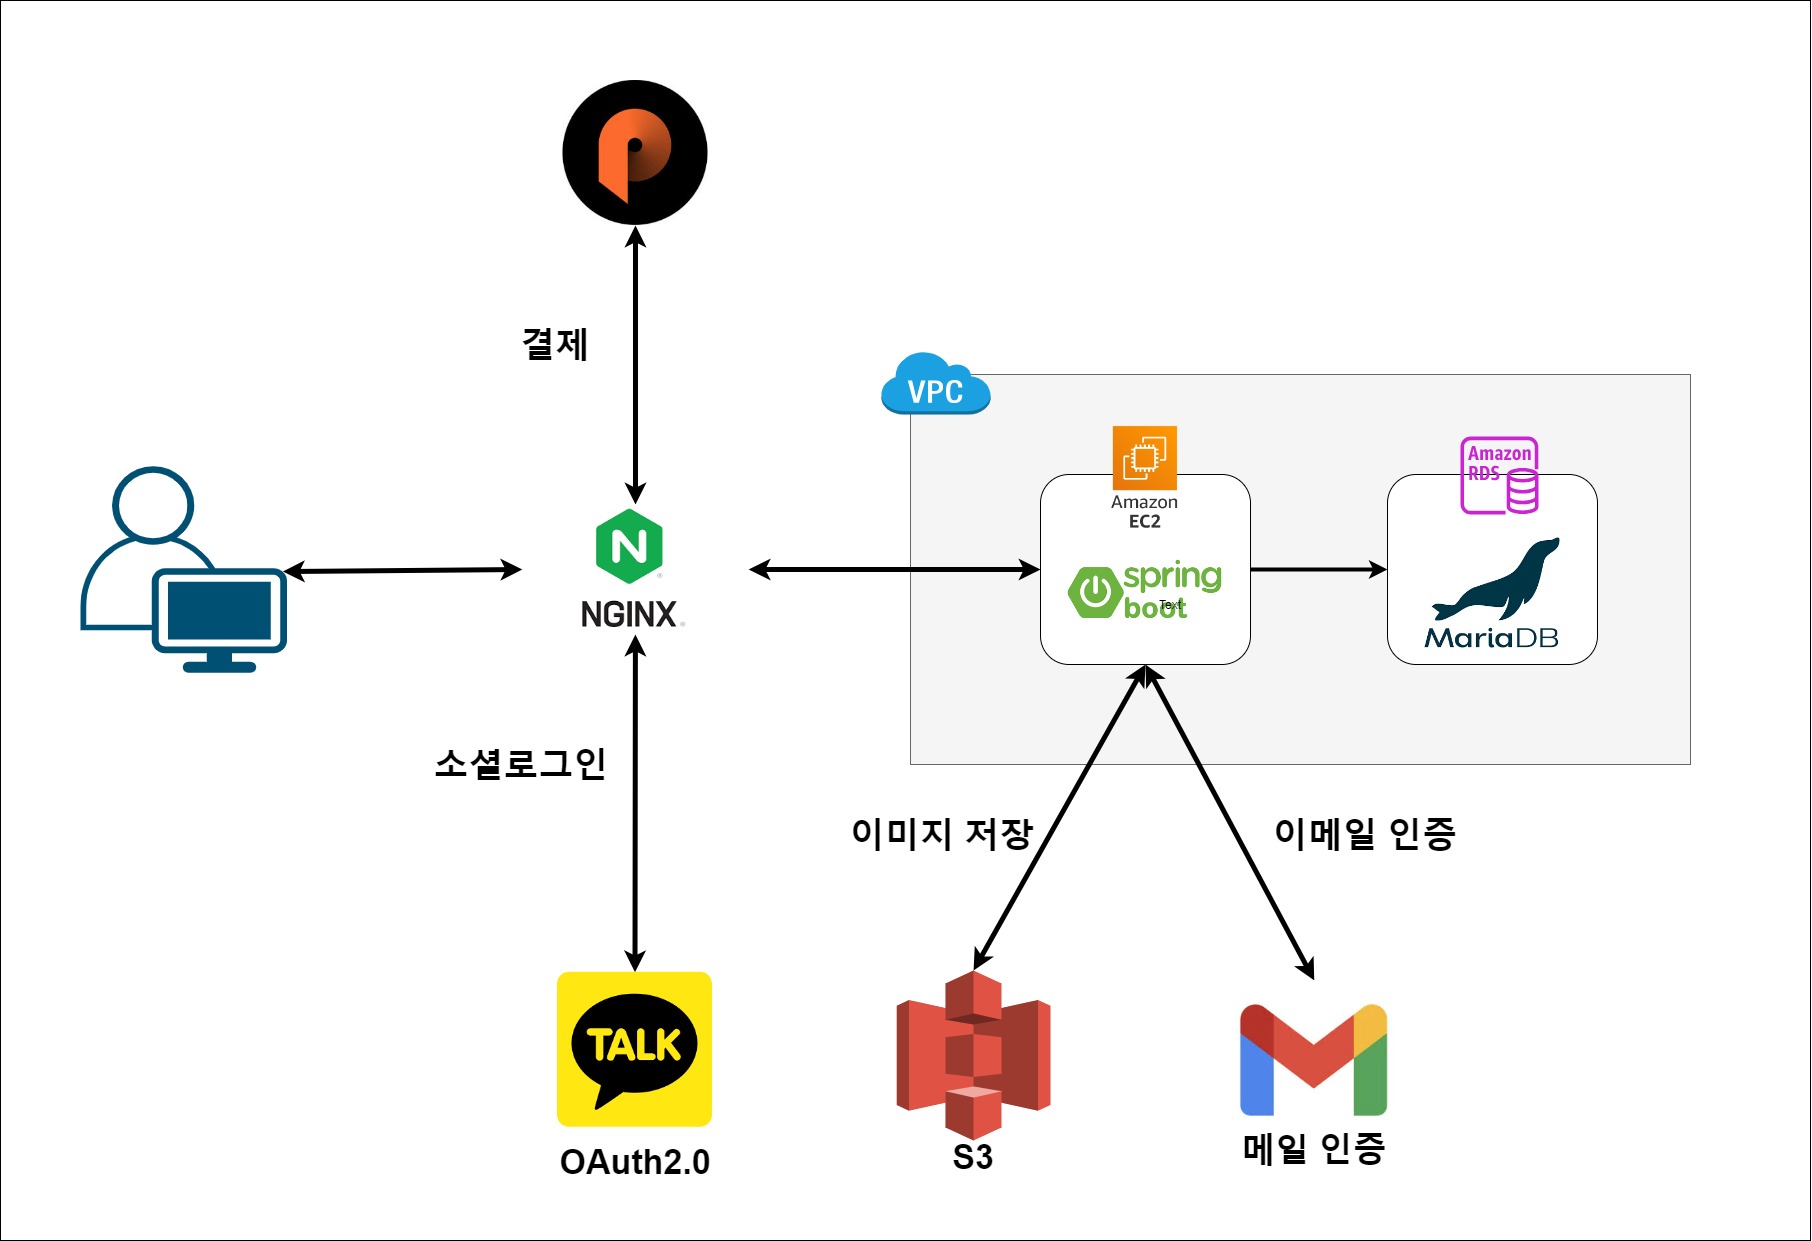 결제
VPC
Amazon
EC2
Amazon
RDS
spring
boot
Text
MariaDB
N
NGINX
소셜로그인
이미지 저장
이메일 인증
TALK
OAuth2.0
S3
메일 인증